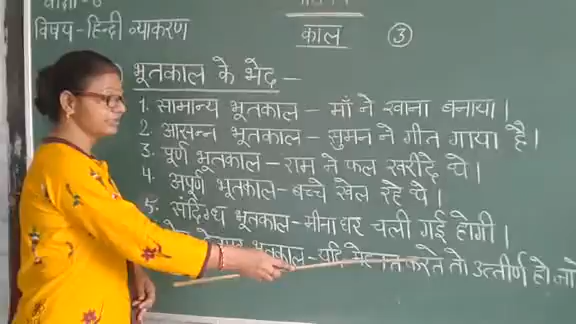 विषय-हिन्दी व्याकरण
काल ③
भूतकाल के भेद —
1. सामान्य भूतकाल - माँ ने खाना बनाया।
2. आसन्न भूतकाल - सुमन ने गीत गाया है।
3. पूर्ण भूतकाल - राम ने फल खरीदे थे।
4. अपूर्ण भूतकाल - बच्चे खेल रहे थे।
5. संदिग्ध भूतकाल - मीना घर चली गई होगी।
भूतकाल - यदि मेहनत करते तो उत्तीर्ण हो